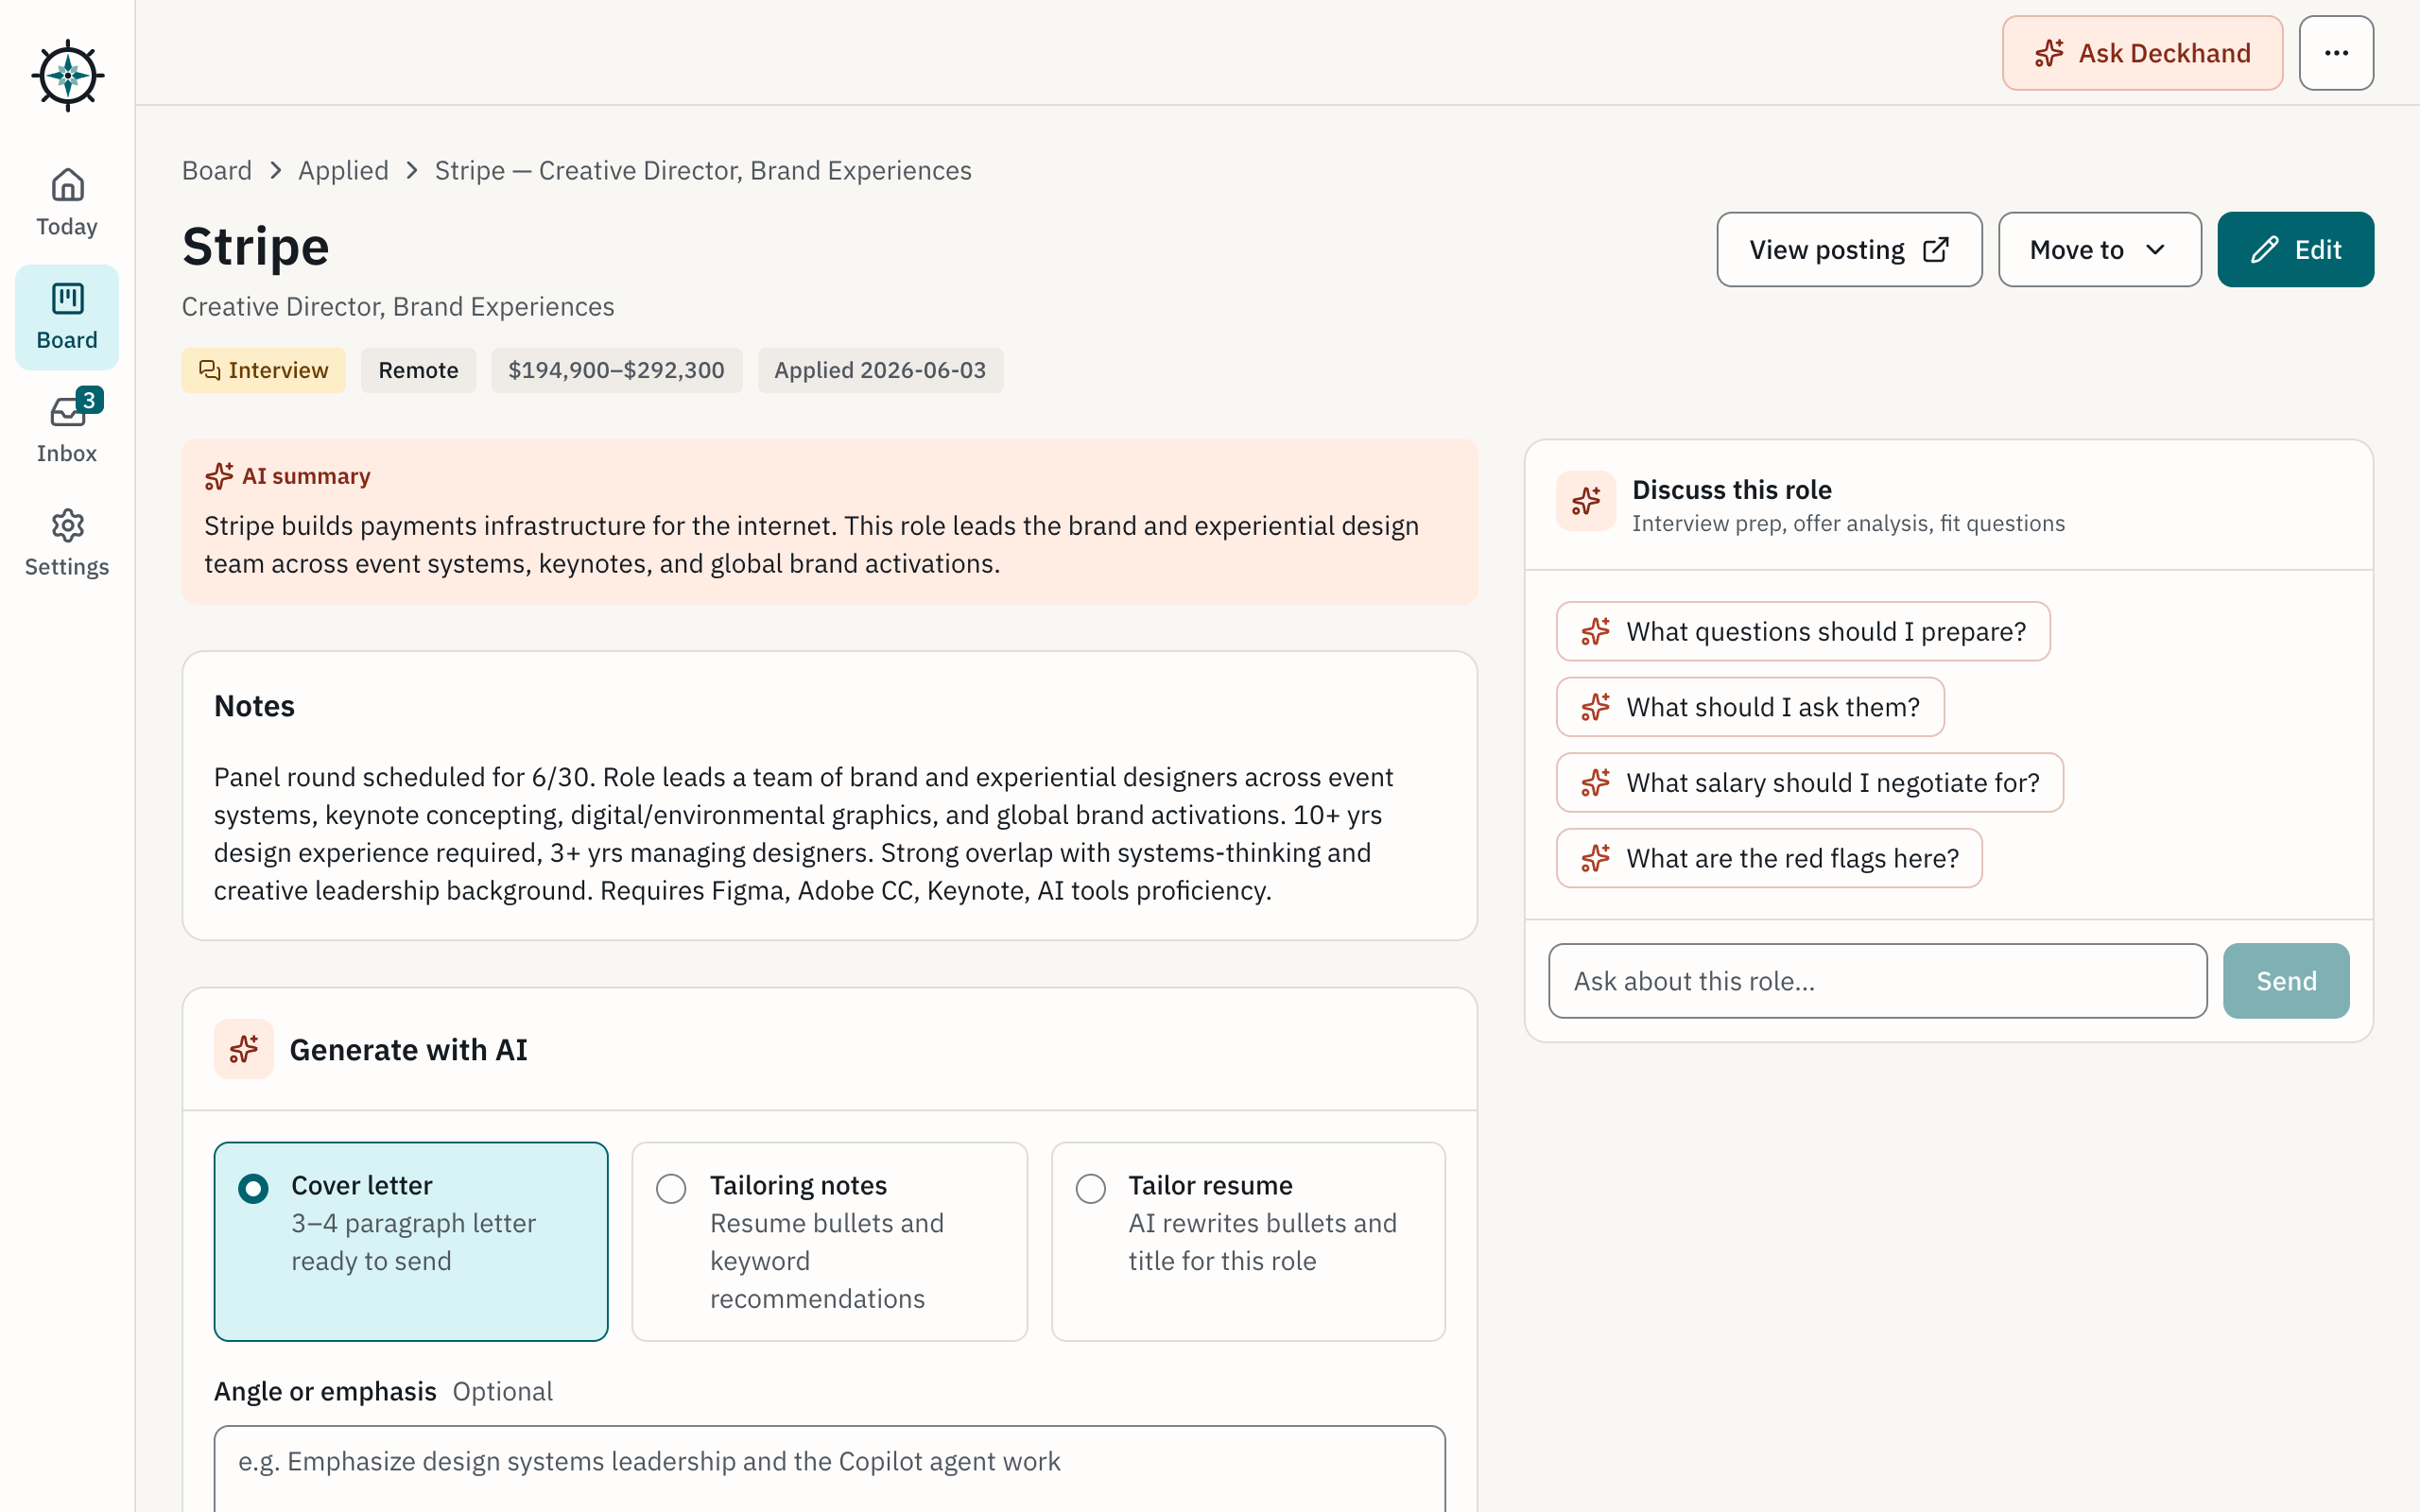 Ask Deckhand
Today
Board
3
Inbox
Settings
Board > Applied > Stripe — Creative Director, Brand Experiences
Stripe
View posting
Move to
Edit
Creative Director, Brand Experiences
Interview
Remote
$194,900–$292,300
Applied 2026-06-03
AI summary
Stripe builds payments infrastructure for the internet. This role leads the brand and experiential design
team across event systems, keynotes, and global brand activations.
Notes
Panel round scheduled for 6/30. Role leads a team of brand and experiential designers across event
systems, keynote concepting, digital/environmental graphics, and global brand activations. 10+ yrs
design experience required, 3+ yrs managing designers. Strong overlap with systems-thinking and
creative leadership background. Requires Figma, Adobe CC, Keynote, AI tools proficiency.
Generate with AI
Cover letter
3–4 paragraph letter
ready to send
Tailoring notes
Resume bullets and
keyword
recommendations
Tailor resume
AI rewrites bullets and
title for this role
Angle or emphasis Optional
e.g. Emphasize design systems leadership and the Copilot agent work
Discuss this role
Interview prep, offer analysis, fit questions
What questions should I prepare?
What should I ask them?
What salary should I negotiate for?
What are the red flags here?
Ask about this role...
Send